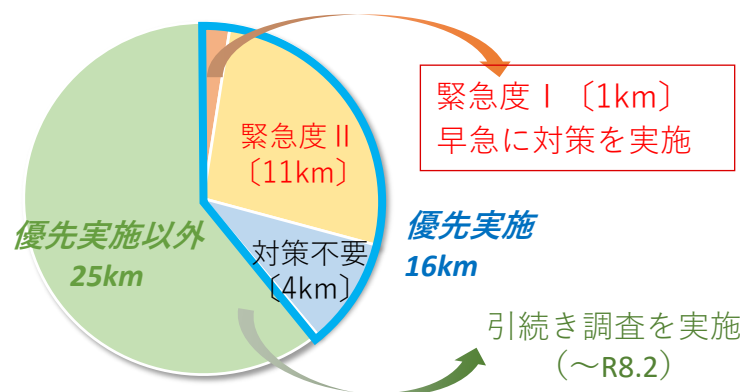 緊急度Ⅰ〔1km〕
早急に対策を実施
緊急度Ⅱ
〔11km〕
優先実施以外
25km
対策不要
〔4km〕
優先実施
16km
引続き調査を実施
（～R8.2）